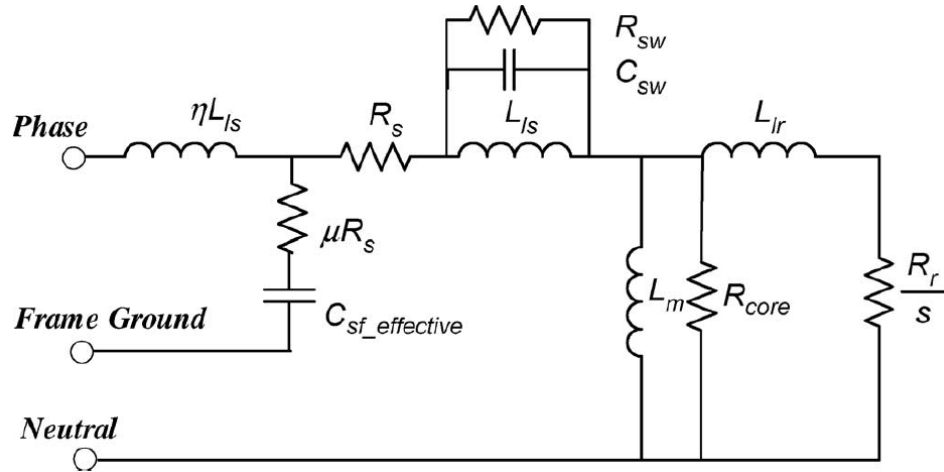 R_sw
C_sw
ηL_ls
R_s
L_ls
L_lr
Phase
μR_s
C_sf_effective
Frame Ground
L_m
R_core
R_r
s
Neutral